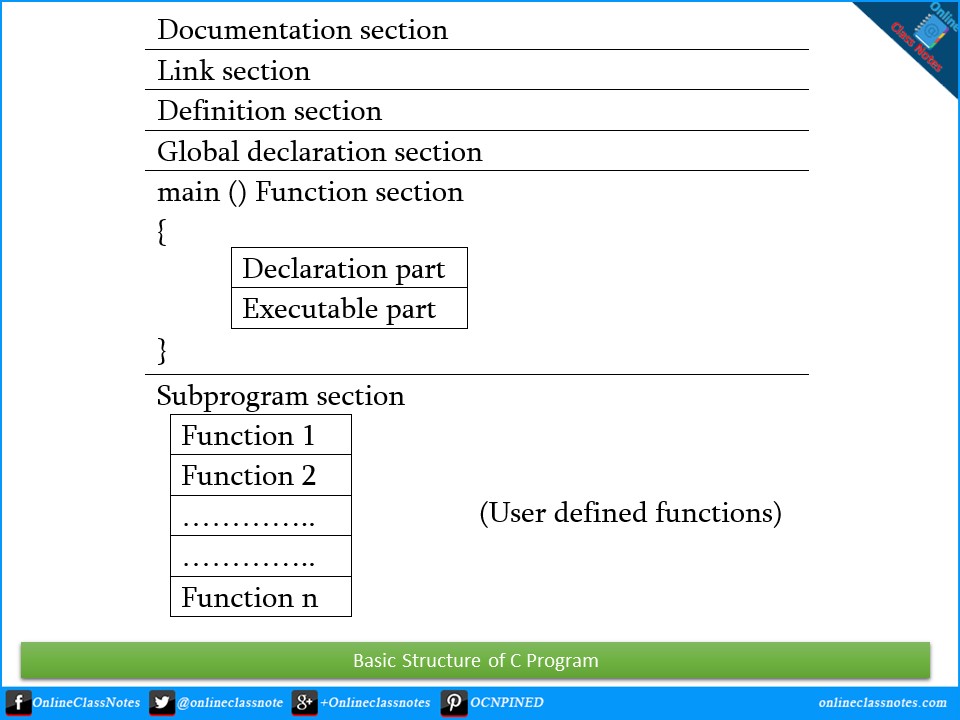 Online
Class Notes
Documentation section
Link section
Definition section
Global declaration section
main () Function section
{
Declaration part
Executable part
}
Subprogram section
Function 1
Function 2
…………..
(User defined functions)
…………..
Function n
Basic Structure of C Program
OnlineClassNotes @onlineclassnote +Onlineclassnotes OCNPINED onlineclassnotes.com